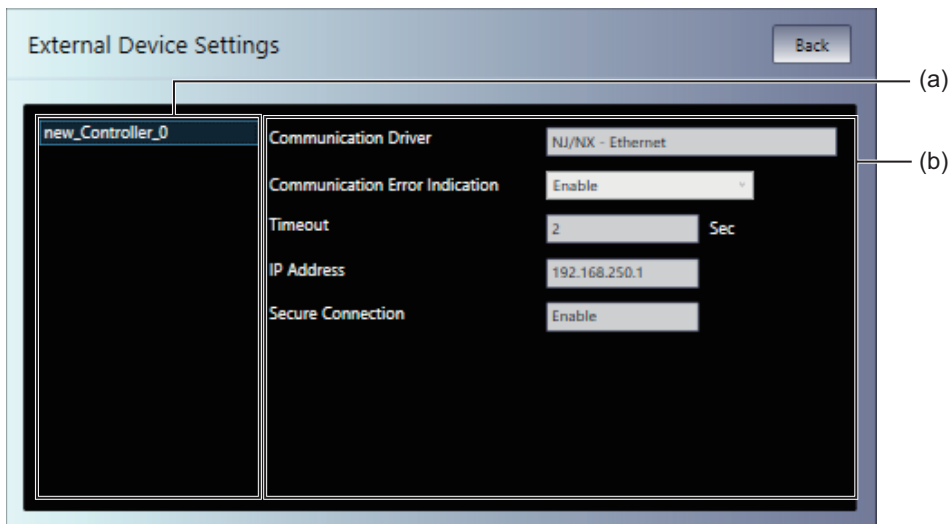 External Device Settings
Back
(a)
new_Controller_0
Communication Driver
NJ/NX - Ethernet
(b)
Communication Error Indication
Enable
Timeout
2
Sec
IP Address
192.168.250.1
Secure Connection
Enable